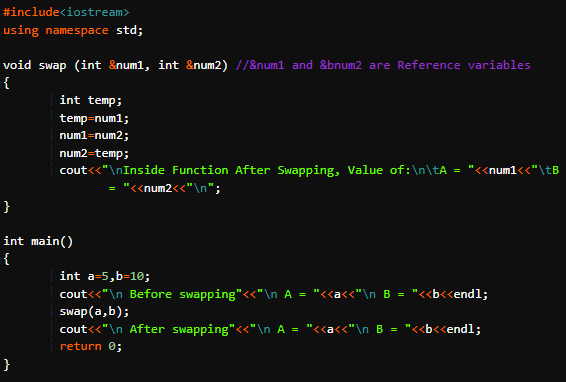 #include<iostream>
using namespace std;
void swap (int &num1, int &num2) //&num1 and &bnum2 are Reference variables
{
int temp;
temp=num1;
num1=num2;
num2=temp;
cout<<"\nInside Function After Swapping, Value of:\n\tA = "<<num1<<"\tB
= "<<num2<<"\n";
}
int main()
{
int a=5,b=10;
cout<<"\n Before swapping"<<"\n A = "<<a<<"\n B = "<<b<<endl;
swap(a,b);
cout<<"\n After swapping"<<"\n A = "<<a<<"\n B = "<<b<<endl;
return 0;
}